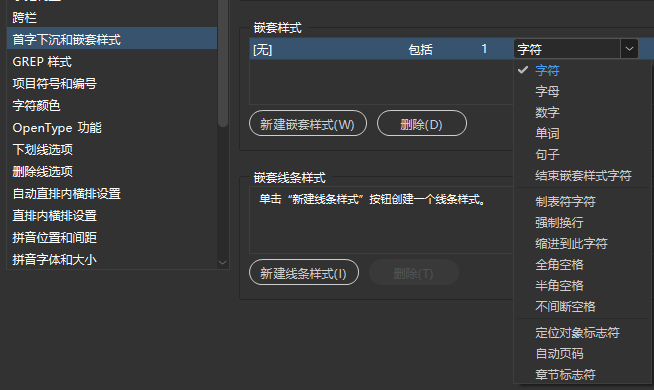 跨栏
首字下沉和嵌套样式
GREP 样式
项目符号和编号
字符颜色
OpenType 功能
下划线选项
删除线选项
自动直排内横排设置
直排内横排设置
拼音位置和间距
拼音字体和大小
嵌套样式
[无] 包括 1 字符
新建嵌套样式(W) 删除(D)
嵌套线条样式
单击“新建线条样式”按钮创建一个线条样式。
新建线条样式(I) 删除(T)
字符
字母
数字
单词
句子
结束嵌套样式字符
制表符字符
强制换行
缩进到此字符
全角空格
半角空格
不间断空格
定位对象标志符
自动页码
章节标志符